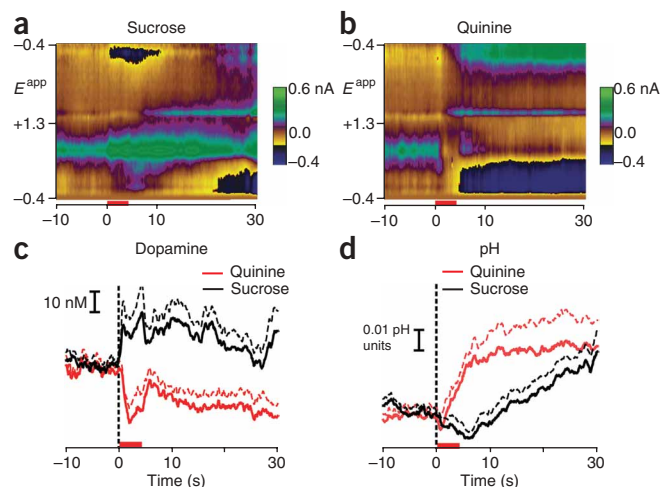 a
Sucrose
b
Quinine
−0.4
E app
+1.3
−0.4
−10 0 10 30
0.6 nA
0.0
−0.4
−0.4
E app
+1.3
−0.4
−10 0 10 30
0.6 nA
0.0
−0.4
c
Dopamine
Quinine
Sucrose
10 nM
−10 0 10 30
Time (s)
d
pH
Quinine
Sucrose
0.01 pH
units
−10 0 10 30
Time (s)